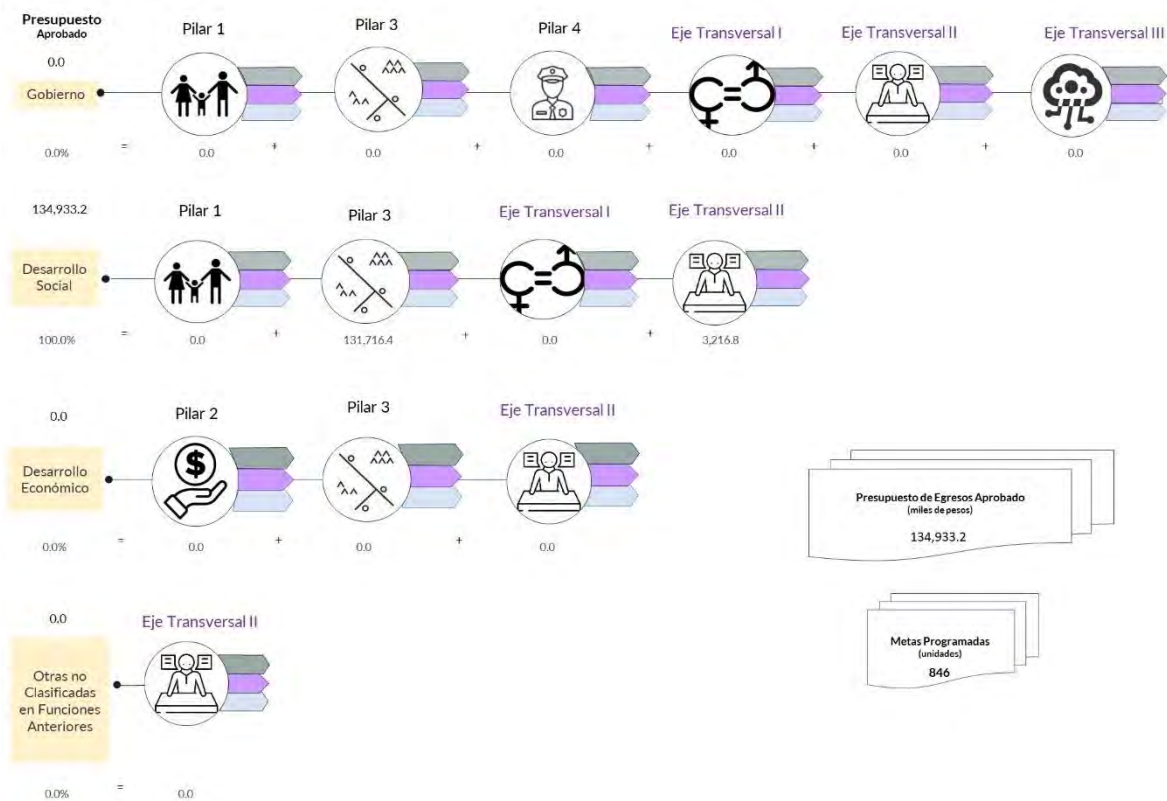 Presupuesto
Aprobado
Pilar 1
Pilar 3
Pilar 4
Eje Transversal I
Eje Transversal II
Eje Transversal III
0.0
Gobierno
0.0% = 0.0 + 0.0 + 0.0 + 0.0 + 0.0 + 0.0
134,933.2
Pilar 1
Pilar 3
Eje Transversal I
Eje Transversal II
Desarrollo
Social
100.0% = 0.0 + 131,716.4 + 0.0 + 3,216.8
0.0
Pilar 2
Pilar 3
Eje Transversal II
Desarrollo
Económico
0.0% = 0.0 + 0.0 + 0.0
Presupuesto de Egresos Aprobado
(miles de pesos)
134,933.2
0.0
Eje Transversal II
Otras no
Clasificadas
en Funciones
Anteriores
0.0% = 0.0
Metas Programadas
(unidades)
846